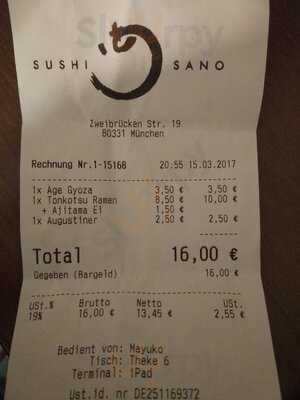 SUSHI SANO
Zweibrücken Str. 19
80331 München
Rechnung Nr.1-15168 20:55 15.03.2017
1x Age Gyoza 3,50 € 3,50 €
1x Tonkotsu Ramen 8,50 € 10,00 €
+ Ajitama Ei 1,50 €
1x Augustiner 2,50 € 2,50 €
Total 16,00 €
Gegeben (Bargeld) 16,00 €
USt.% Brutto Netto USt.
19% 16,00 € 13,45 € 2,55 €
Bedient von: Mayuko
Tisch: Theke 6
Terminal: iPad
Ust.id. nr DE251169372